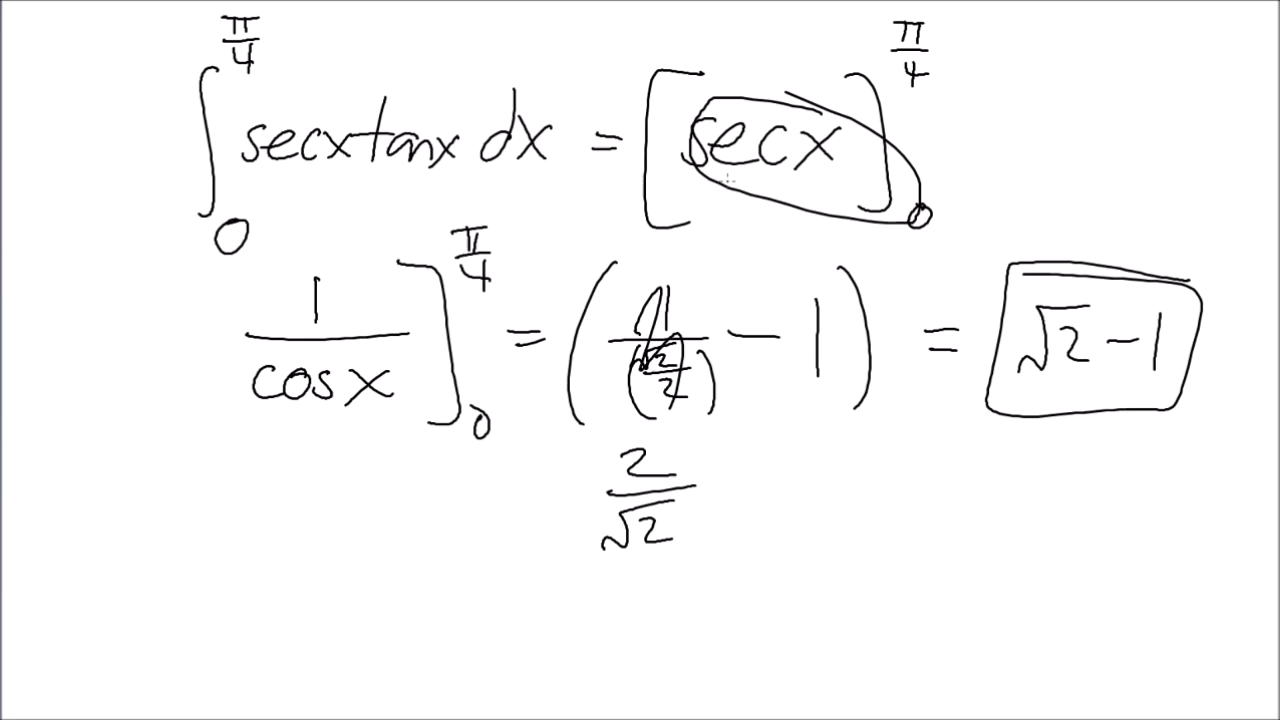 ∫₀^(π/4) secx tanx dx = [secx]₀^(π/4)
1/cosx ]₀^(π/4) = (1/(√2/2) − 1) = √2 − 1
2/√2